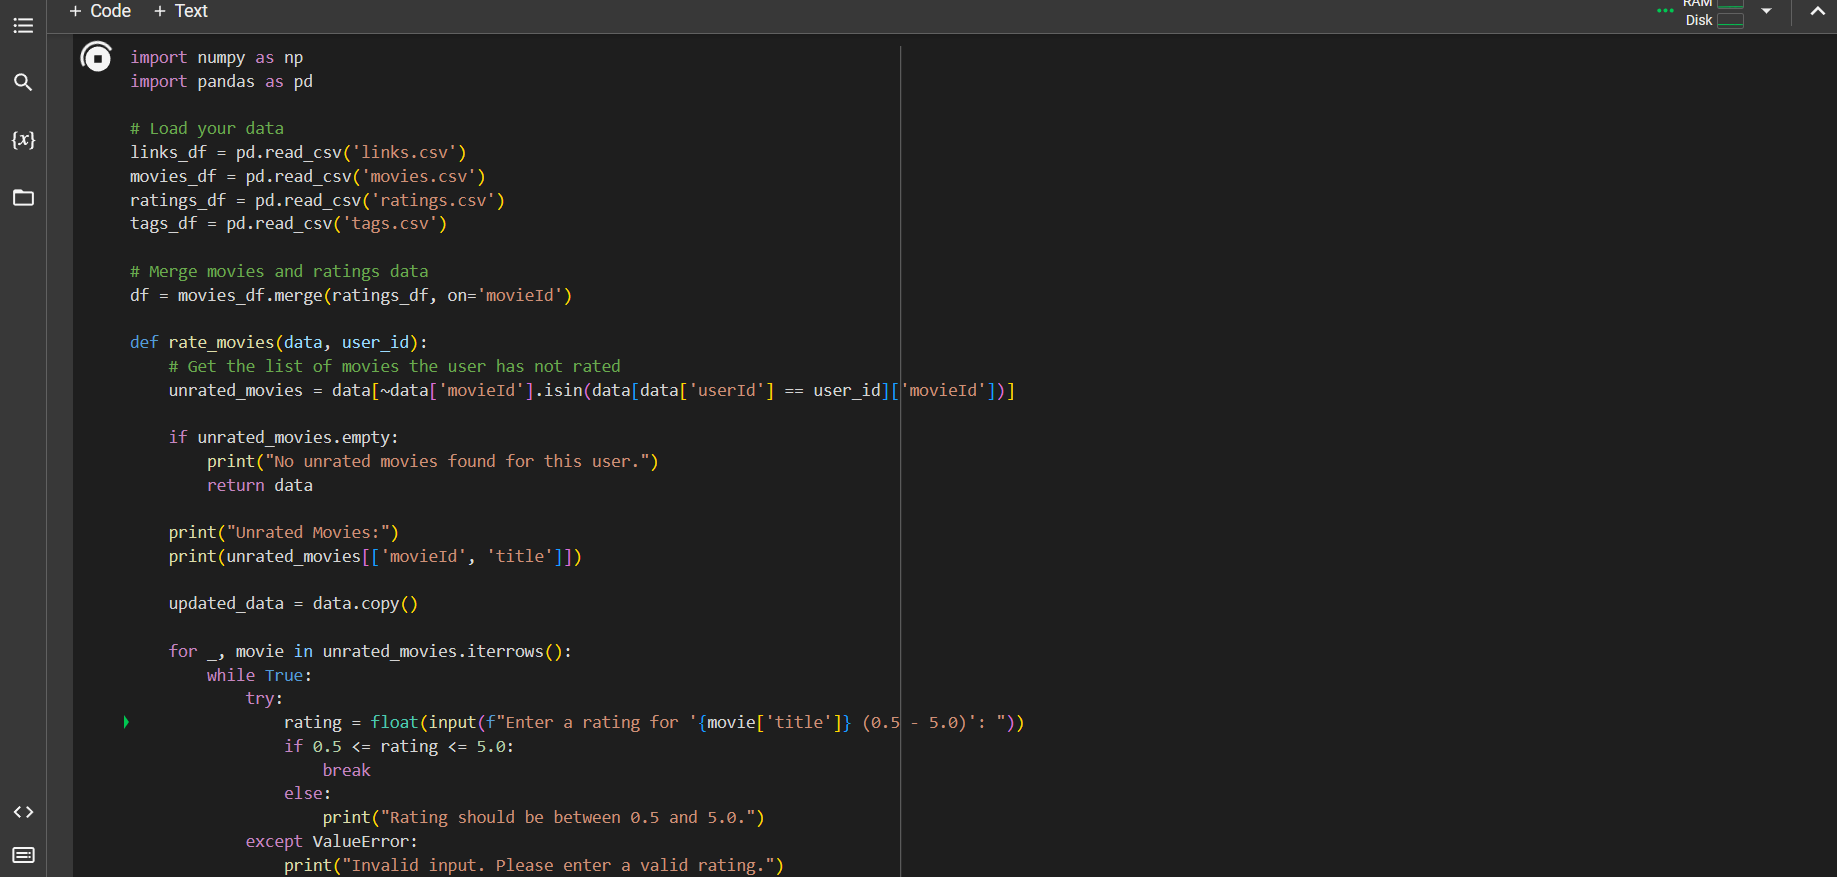 + Code + Text
RAM
Disk
{x}
import numpy as np
import pandas as pd
# Load your data
links_df = pd.read_csv('links.csv')
movies_df = pd.read_csv('movies.csv')
ratings_df = pd.read_csv('ratings.csv')
tags_df = pd.read_csv('tags.csv')
# Merge movies and ratings data
df = movies_df.merge(ratings_df, on='movieId')
def rate_movies(data, user_id):
    # Get the list of movies the user has not rated
    unrated_movies = data[~data['movieId'].isin(data[data['userId'] == user_id]['movieId'])]
    if unrated_movies.empty:
        print("No unrated movies found for this user.")
        return data
    print("Unrated Movies:")
    print(unrated_movies[['movieId', 'title']])
    updated_data = data.copy()
    for _, movie in unrated_movies.iterrows():
        while True:
            try:
                rating = float(input(f"Enter a rating for '{movie['title']} (0.5 - 5.0)': "))
                if 0.5 <= rating <= 5.0:
                    break
                else:
                    print("Rating should be between 0.5 and 5.0.")
            except ValueError:
                print("Invalid input. Please enter a valid rating.")
<>